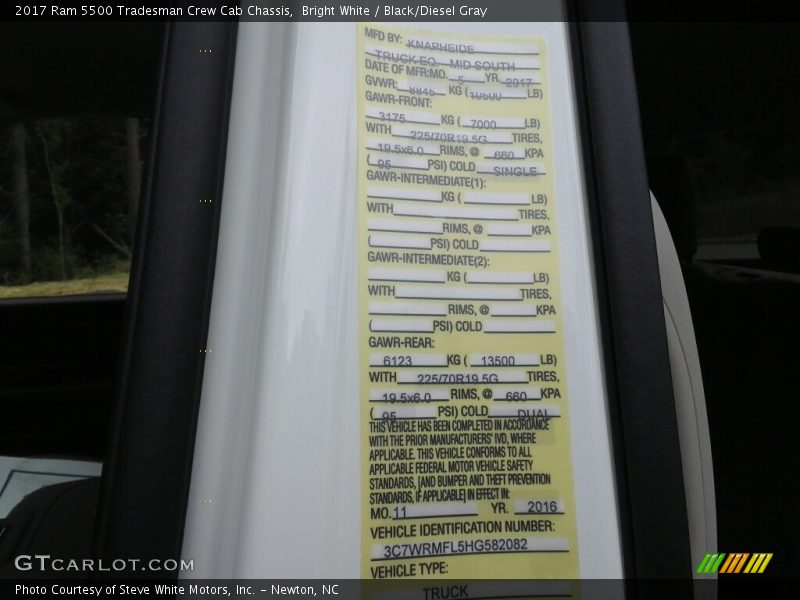 2017 Ram 5500 Tradesman Crew Cab Chassis, Bright White / Black/Diesel Gray
MFD BY: KNAPHEIDE
TRUCK EQ. MID SOUTH
DATE OF MFR:MO. 5 YR. 2017
GVWR: 8845 KG ( 19500 LB)
GAWR-FRONT:
3175 KG ( 7000 LB)
WITH 225/70R19.5G TIRES,
19.5x6.0 RIMS, @ 660 KPA
( 95 PSI) COLD SINGLE
GAWR-INTERMEDIATE(1):
KG ( LB)
WITH TIRES,
RIMS, @ KPA
( PSI) COLD
GAWR-INTERMEDIATE(2):
KG ( LB)
WITH TIRES,
RIMS, @ KPA
( PSI) COLD
GAWR-REAR:
6123 KG ( 13500 LB)
WITH 225/70R19.5G TIRES,
19.5x6.0 RIMS, @ 660 KPA
( 95 PSI) COLD DUAL
THIS VEHICLE HAS BEEN COMPLETED IN ACCORDANCE
WITH THE PRIOR MANUFACTURERS' IVD, WHERE
APPLICABLE. THIS VEHICLE CONFORMS TO ALL
APPLICABLE FEDERAL MOTOR VEHICLE SAFETY
STANDARDS, [AND BUMPER AND THEFT PREVENTION
STANDARDS, IF APPLICABLE] IN EFFECT IN:
MO. 11 YR. 2016
VEHICLE IDENTIFICATION NUMBER:
3C7WRMFL5HG582082
VEHICLE TYPE:
TRUCK
GTCARLOT.COM
Photo Courtesy of Steve White Motors, Inc. – Newton, NC